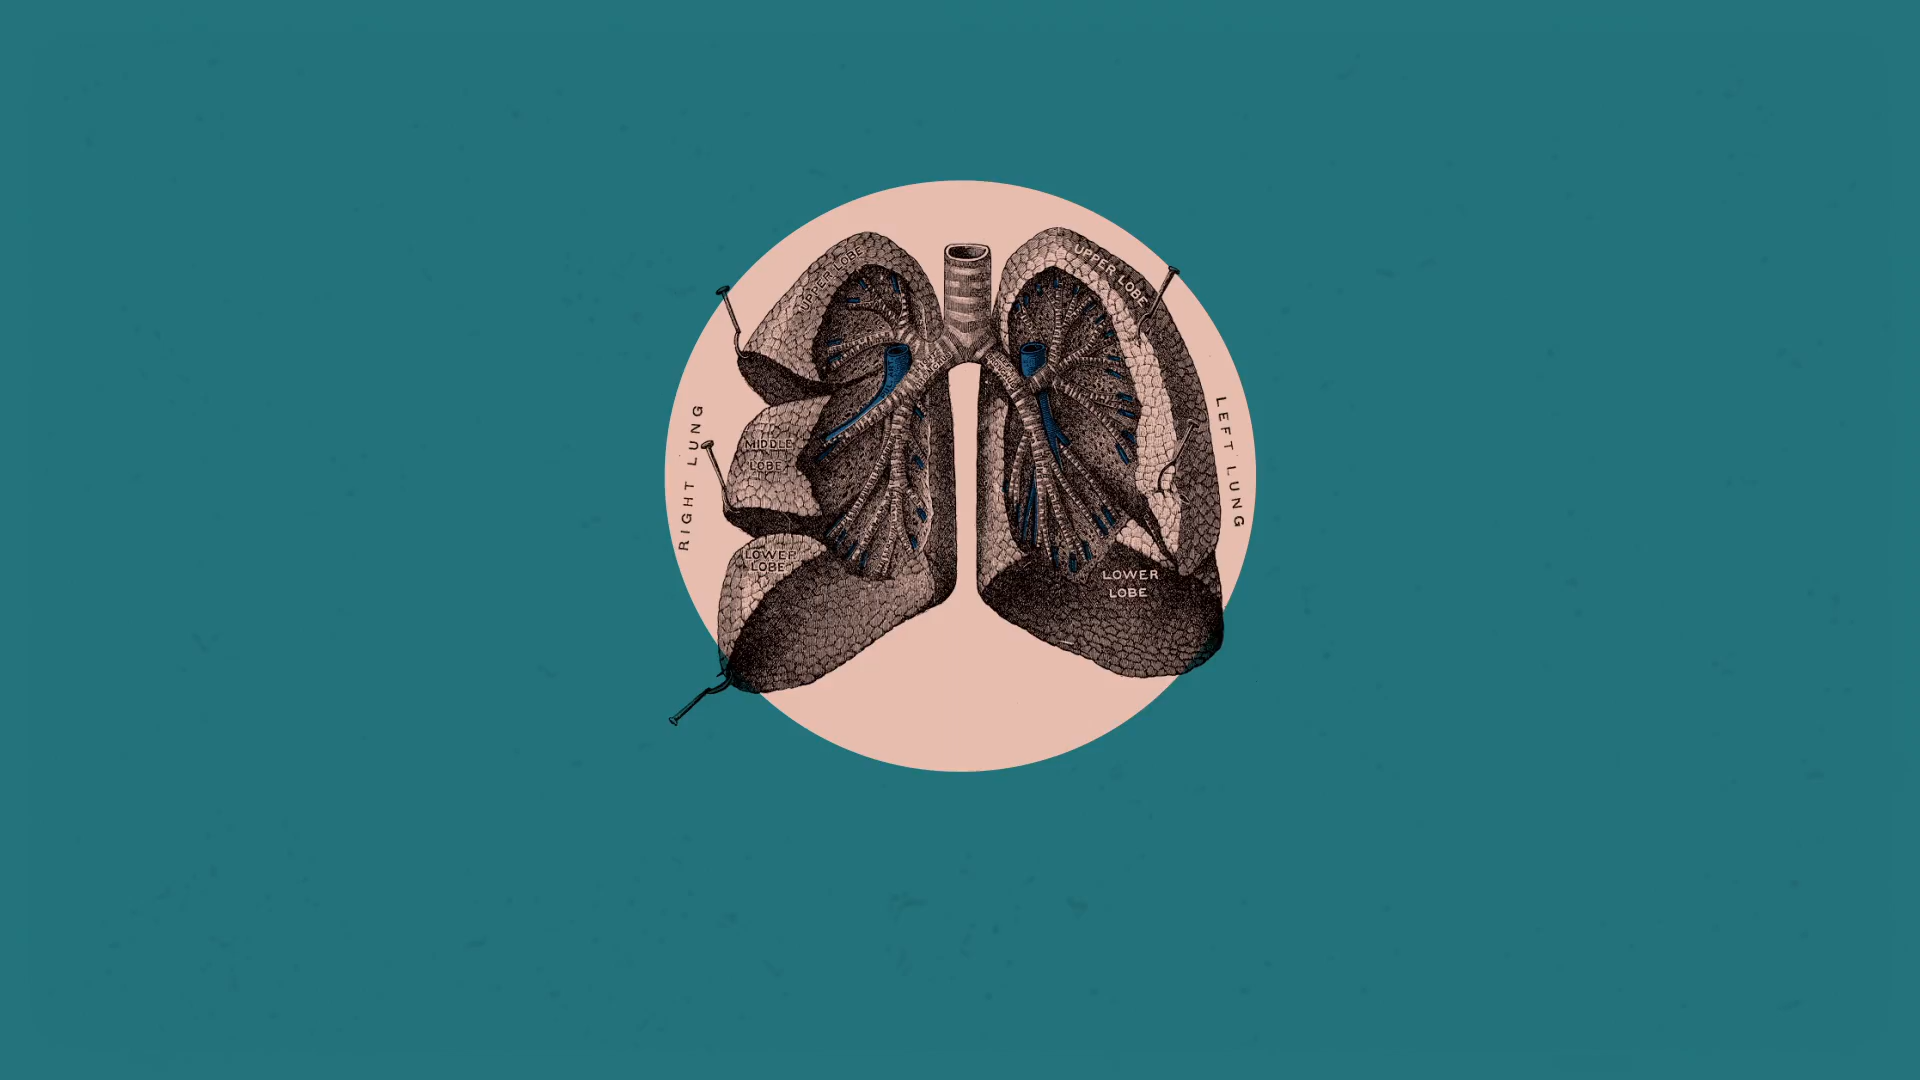 UPPER LOBE
UPPER LOBE
RIGHT LUNG
MIDDLE
LOBE
LEFT LUNG
LOWER
LOBE
LOWER
LOBE